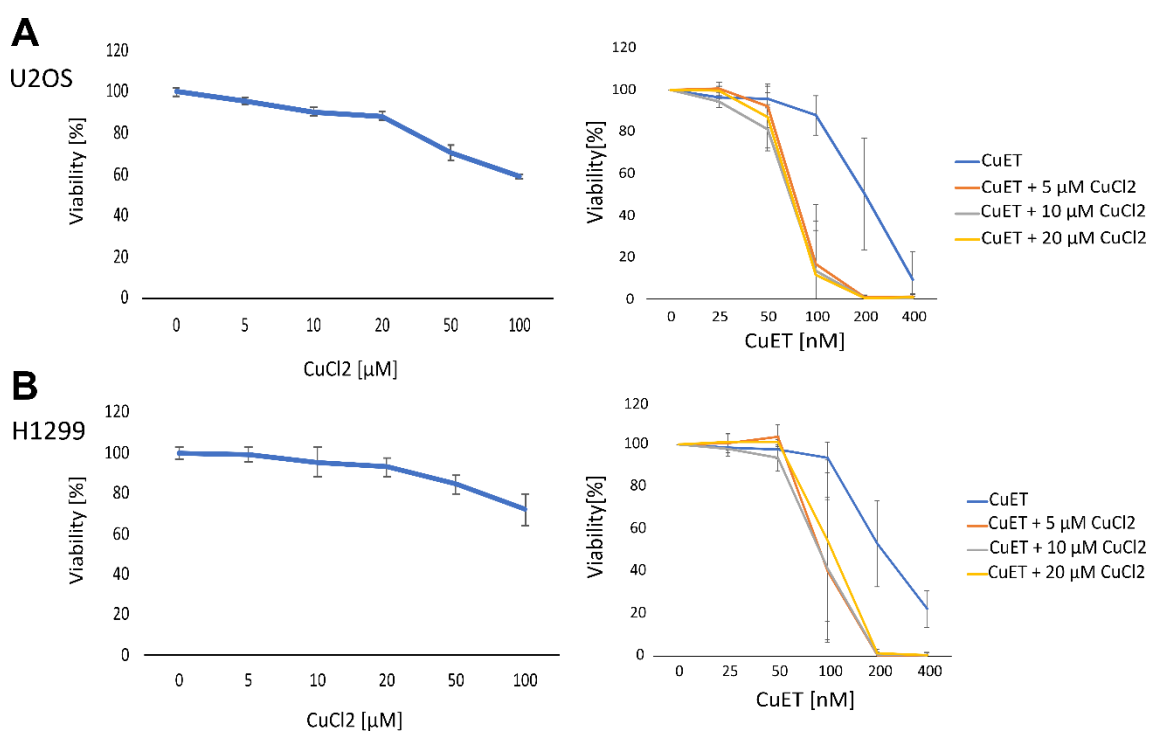 A
U2OS
Viability [%]
120
100
80
60
40
20
0
0 5 10 20 50 100
CuCl2 [µM]
Viability[%]
120
100
80
60
40
20
0
0 25 50 100 200 400
CuET [nM]
CuET
CuET + 5 µM CuCl2
CuET + 10 µM CuCl2
CuET + 20 µM CuCl2
B
H1299
Viability [%]
120
100
80
60
40
20
0
0 5 10 20 50 100
CuCl2 [µM]
Viability[%]
120
100
80
60
40
20
0
0 25 50 100 200 400
CuET [nM]
CuET
CuET + 5 µM CuCl2
CuET + 10 µM CuCl2
CuET + 20 µM CuCl2